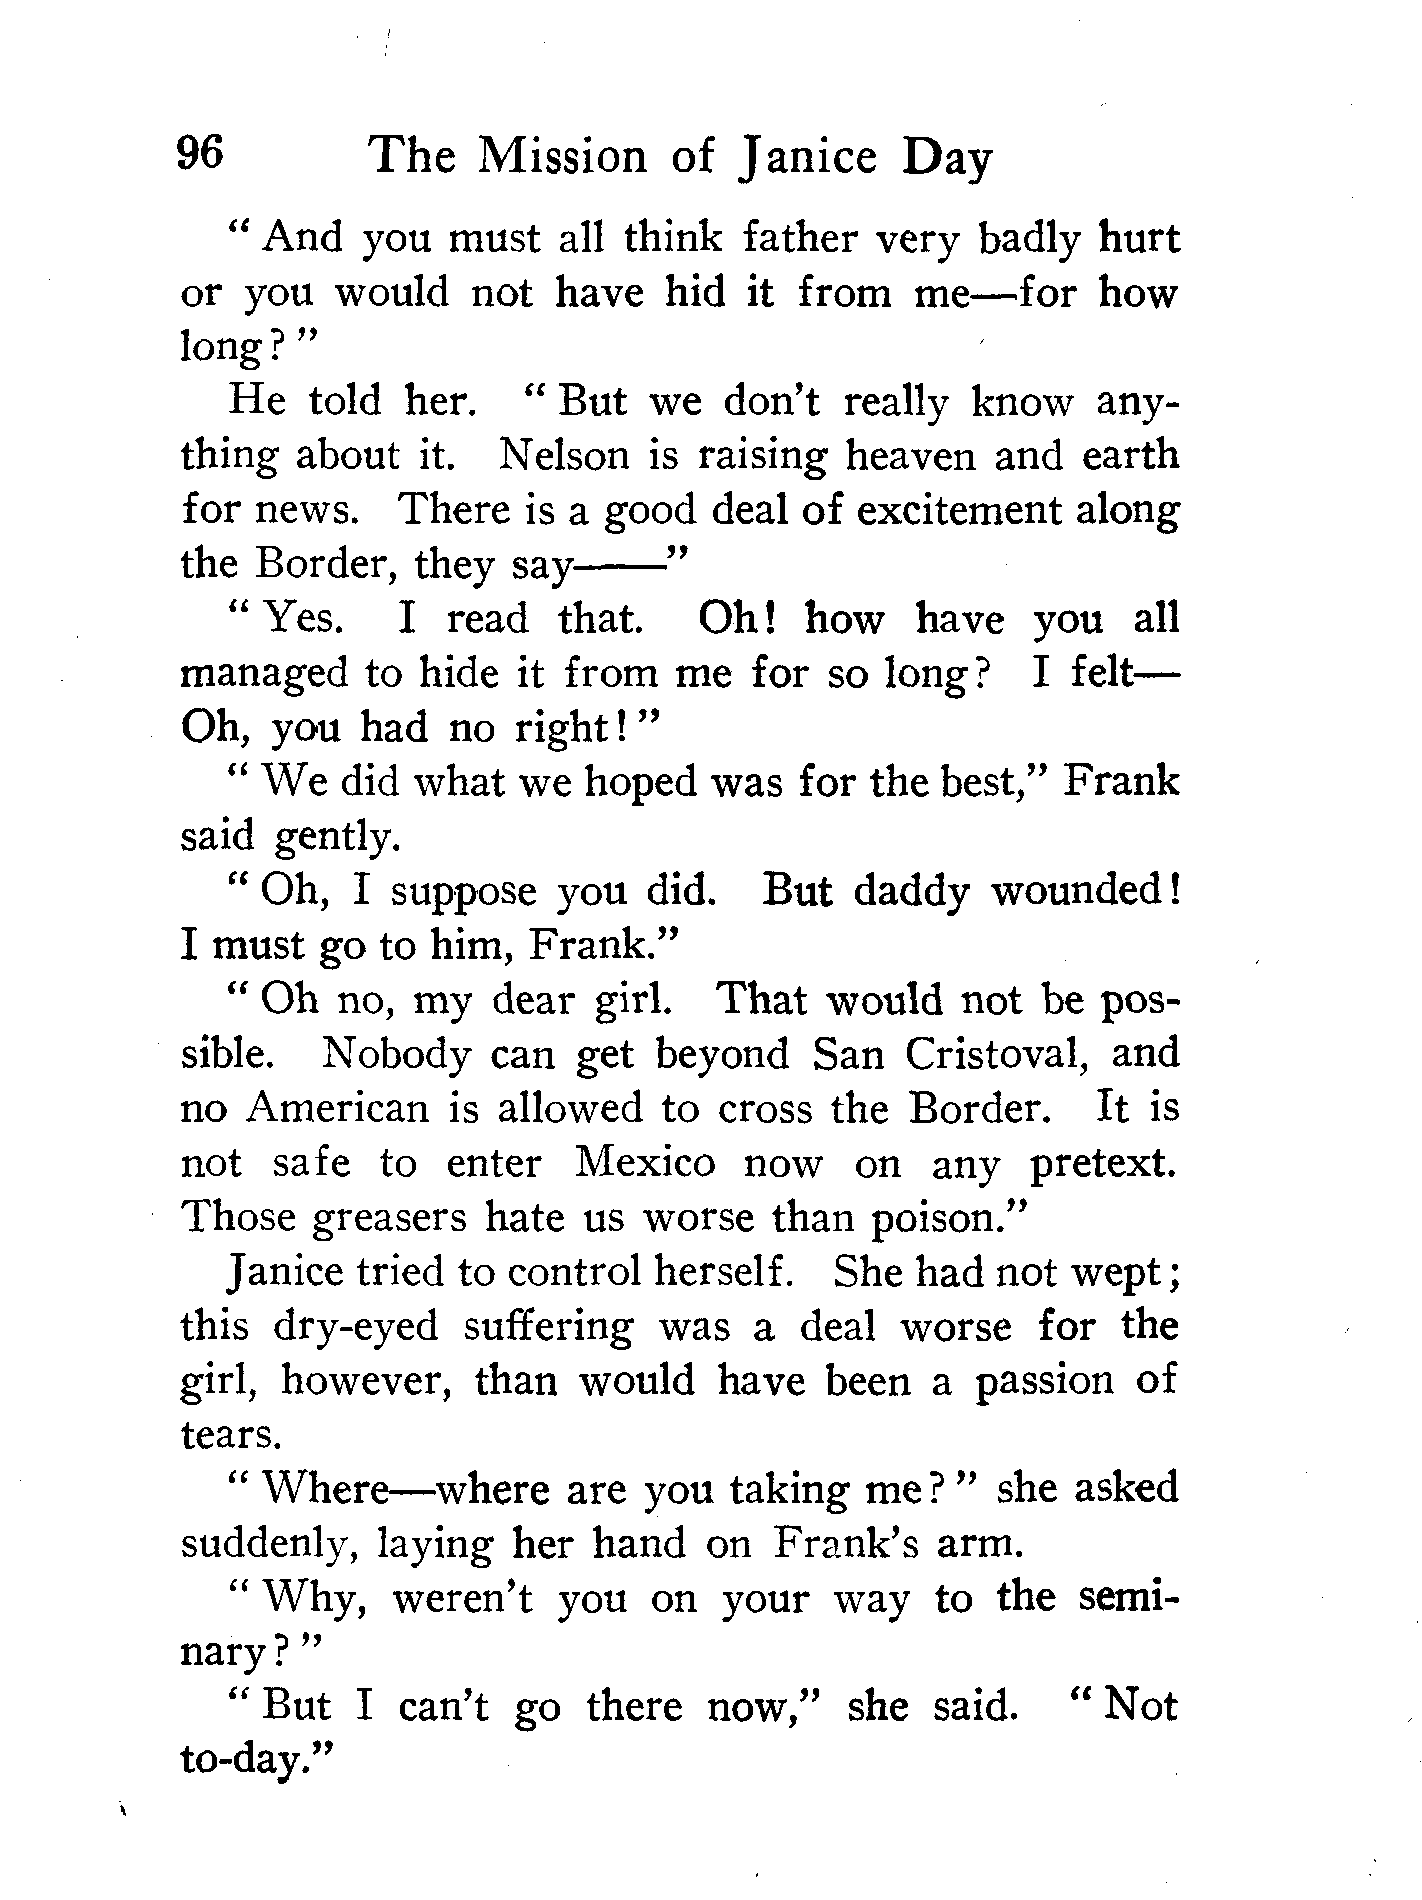 96 The Mission of Janice Day
" And you must all think father very badly hurt
or you would not have hid it from me—for how
long? "
He told her. " But we don't really know any-
thing about it. Nelson is raising heaven and earth
for news. There is a good deal of excitement along
the Border, they say——"
" Yes. I read that. Oh! how have you all
managed to hide it from me for so long? I felt—
Oh, you had no right! "
" We did what we hoped was for the best," Frank
said gently.
" Oh, I suppose you did. But daddy wounded!
I must go to him, Frank."
" Oh no, my dear girl. That would not be pos-
sible. Nobody can get beyond San Cristoval, and
no American is allowed to cross the Border. It is
not safe to enter Mexico now on any pretext.
Those greasers hate us worse than poison."
Janice tried to control herself. She had not wept;
this dry-eyed suffering was a deal worse for the
girl, however, than would have been a passion of
tears.
" Where—where are you taking me? " she asked
suddenly, laying her hand on Frank's arm.
" Why, weren't you on your way to the semi-
nary? "
" But I can't go there now," she said. " Not
to-day."